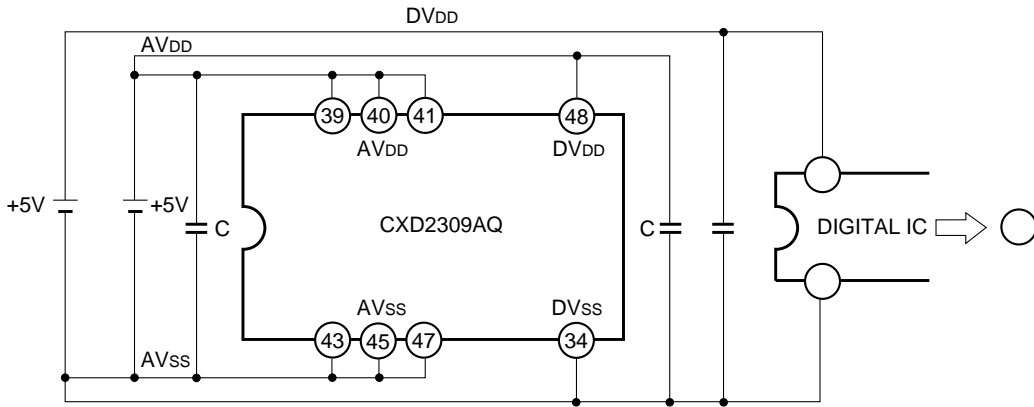 DVDD
AVDD
39 40 41 48
AVDD DVDD
+5V +5V C CXD2309AQ C DIGITAL IC
AVSS DVSS
43 45 47 34
AVSS